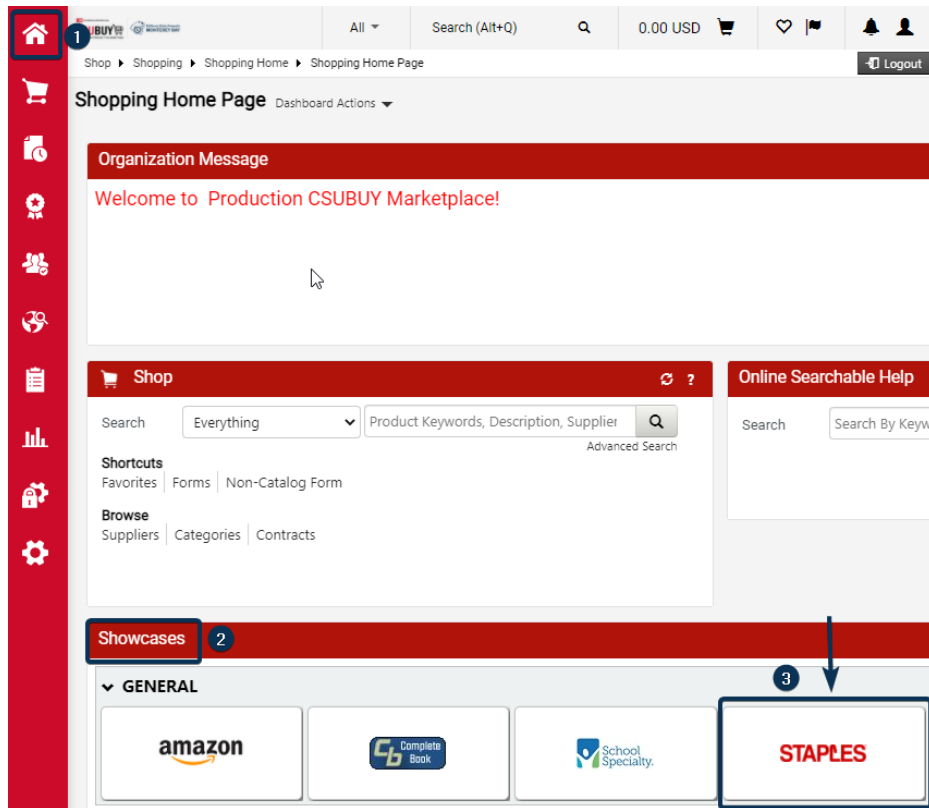 1
CSUBUY
All
Search (Alt+Q)
0.00 USD
Shop Shopping Shopping Home Shopping Home Page
Logout
Shopping Home Page Dashboard Actions
Organization Message
Welcome to Production CSUBUY Marketplace!
Shop
?
Search
Everything
Product Keywords, Description, Supplier
Advanced Search
Shortcuts
Favorites Forms Non-Catalog Form
Browse
Suppliers Categories Contracts
Online Searchable Help
Search
Search By Keyw
Showcases
2
3
GENERAL
amazon
Cb Complete
Book
School
Specialty.
STAPLES